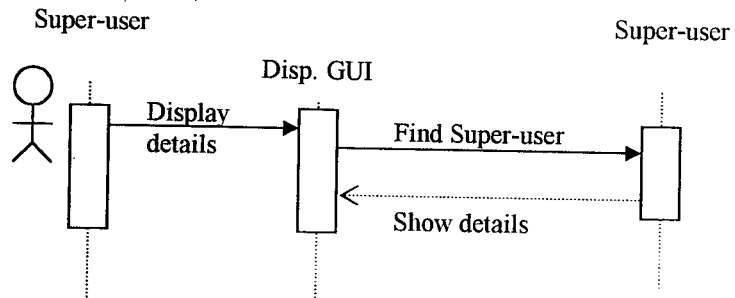 Super-user
Super-user
Disp. GUI
Display
details
Find Super-user
Show details